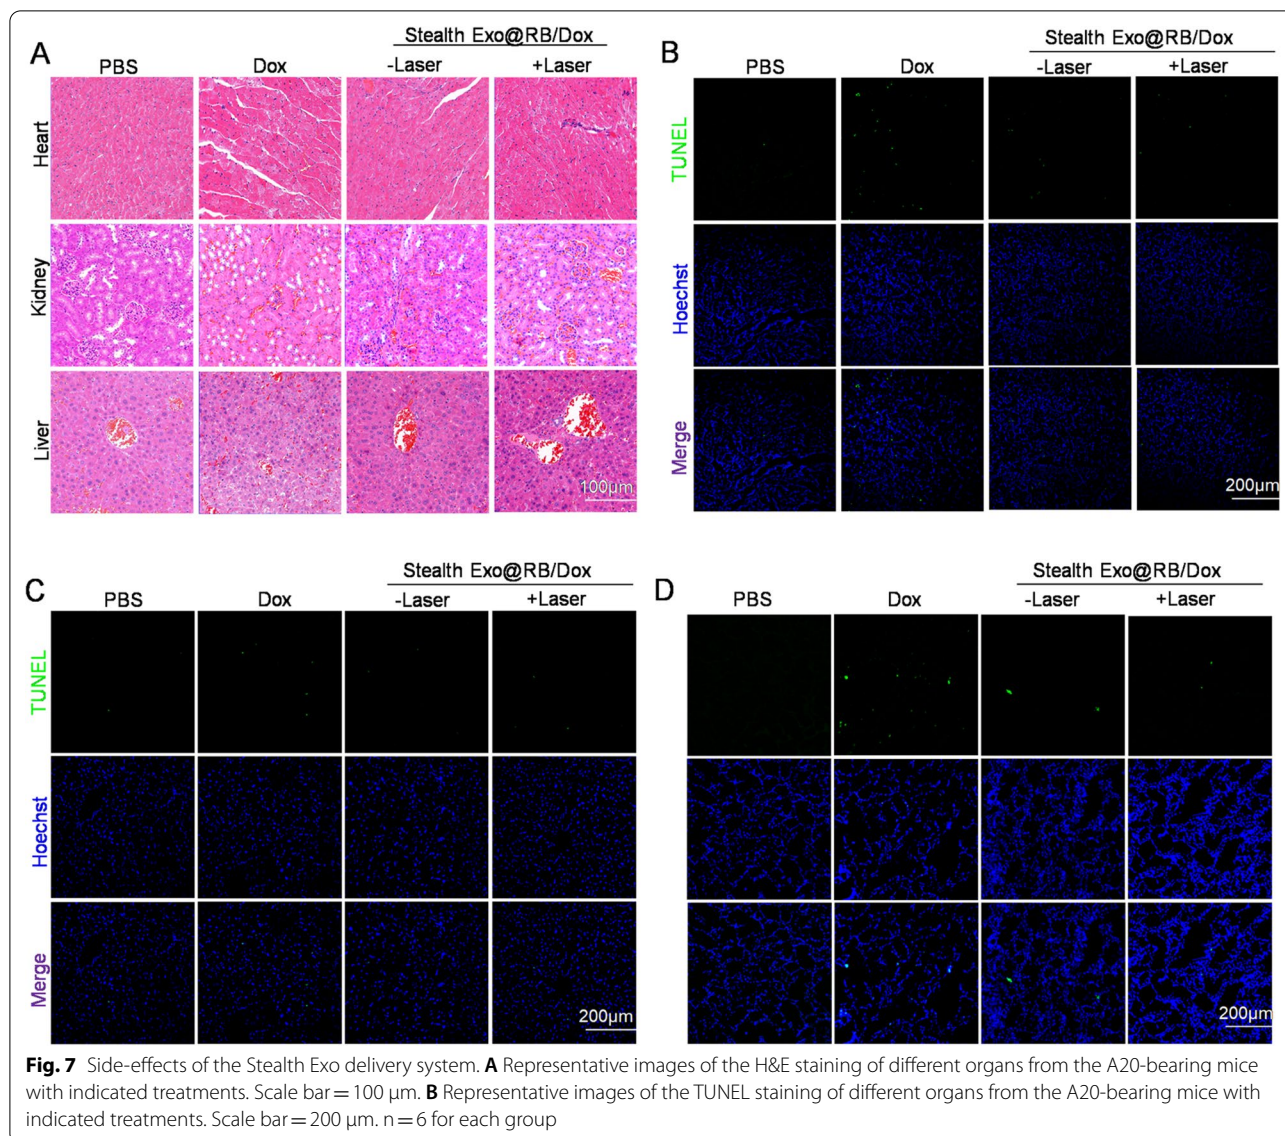 A
Stealth Exo@RB/Dox
PBS
Dox
-Laser
+Laser
Heart
Kidney
Liver
100μm
B
Stealth Exo@RB/Dox
PBS
Dox
-Laser
+Laser
TUNEL
Hoechst
Merge
200μm
C
Stealth Exo@RB/Dox
PBS
Dox
-Laser
+Laser
TUNEL
Hoechst
Merge
200μm
D
Stealth Exo@RB/Dox
PBS
Dox
-Laser
+Laser
200μm
Fig. 7 Side-effects of the Stealth Exo delivery system. A Representative images of the H&E staining of different organs from the A20-bearing mice
with indicated treatments. Scale bar = 100 μm. B Representative images of the TUNEL staining of different organs from the A20-bearing mice with
indicated treatments. Scale bar = 200 μm. n = 6 for each group